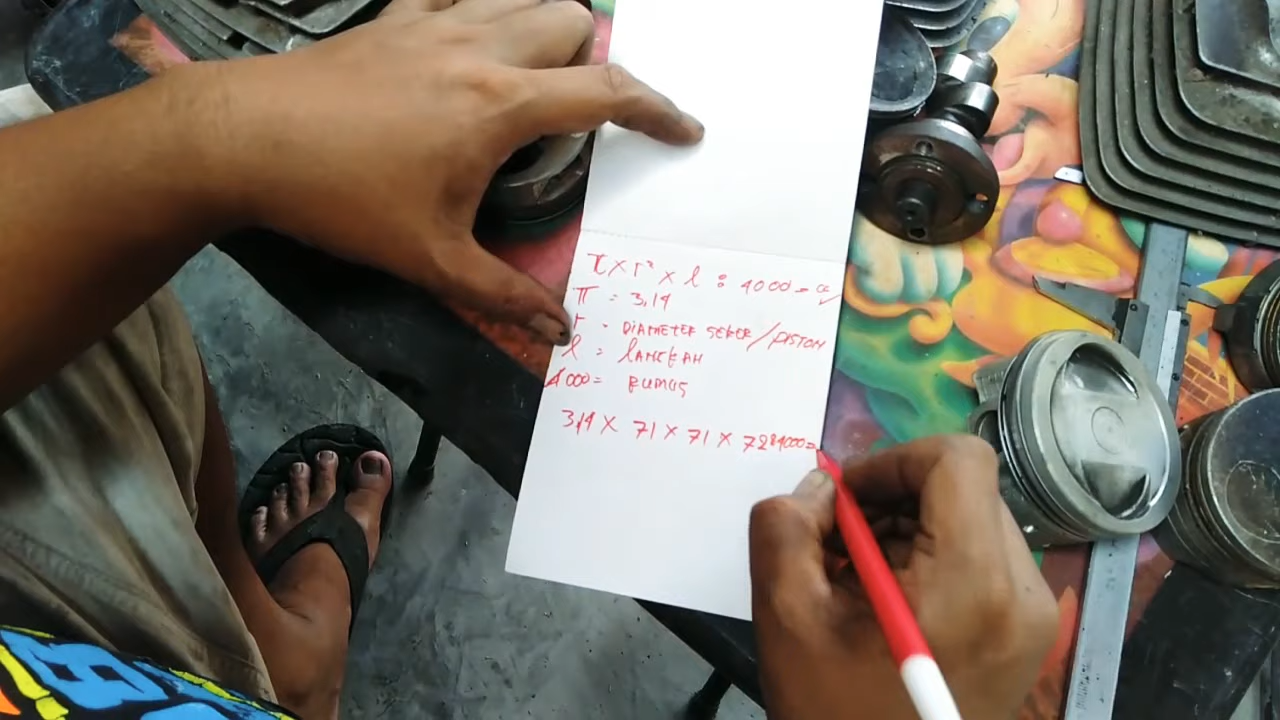 π × r² × l : 4000 = cc
π = 3,14
r = DIAMETER SEKER/PISTON
l = LANGKAH
4000 = RUMUS
3,14 × 71 × 71 × 72:4000=